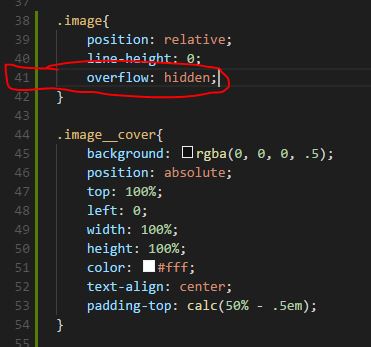 37
38 .image{
39 position: relative;
40 line-height: 0;
41 overflow: hidden;
42 }
43
44 .image__cover{
45 background: rgba(0, 0, 0, .5);
46 position: absolute;
47 top: 100%;
48 left: 0;
49 width: 100%;
50 height: 100%;
51 color: #fff;
52 text-align: center;
53 padding-top: calc(50% - .5em);
54 }
55